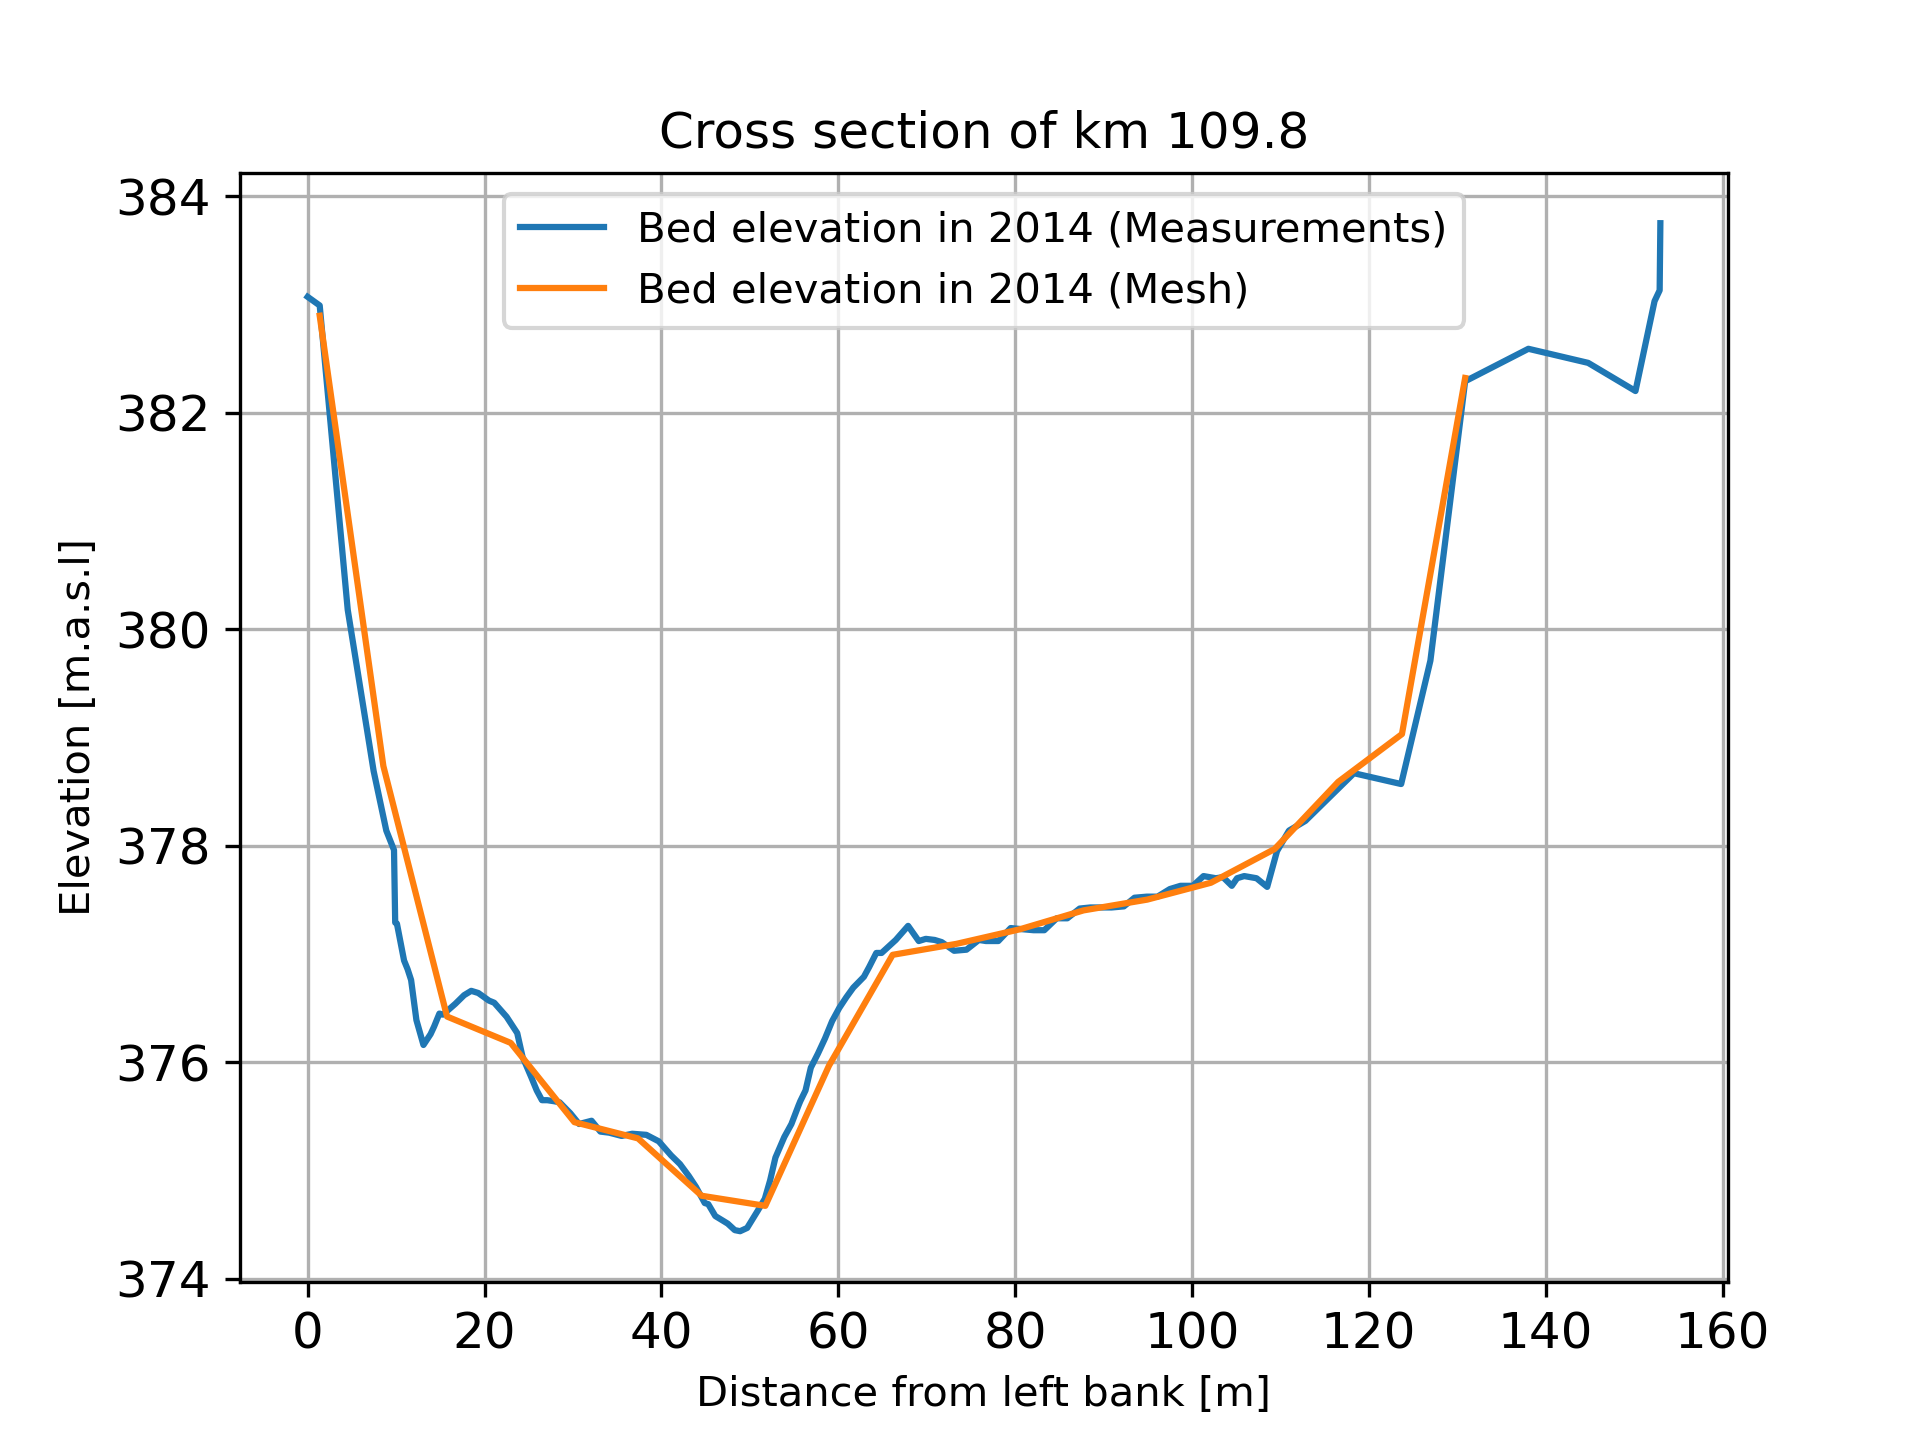 Cross section of km 109.8
Bed elevation in 2014 (Measurements)
Bed elevation in 2014 (Mesh)
384
382
380
378
376
374
Elevation [m.a.s.l]
0 20 40 60 80 100 120 140 160
Distance from left bank [m]